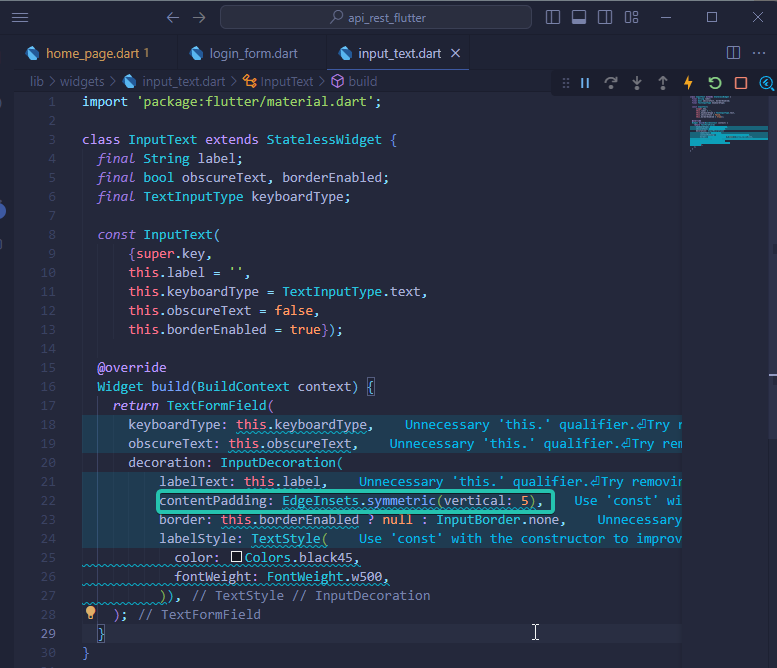 api_rest_flutter
home_page.dart 1
login_form.dart
input_text.dart
lib > widgets > input_text.dart > InputText > build
1 import 'package:flutter/material.dart';
2
3 class InputText extends StatelessWidget {
4 final String label;
5 final bool obscureText, borderEnabled;
6 final TextInputType keyboardType;
7
8 const InputText(
9 {super.key,
10 this.label = '',
11 this.keyboardType = TextInputType.text,
12 this.obscureText = false,
13 this.borderEnabled = true});
14
15 @override
16 Widget build(BuildContext context) {
17 return TextFormField(
18 keyboardType: this.keyboardType, Unnecessary 'this.' qualifier.⏎Try r
19 obscureText: this.obscureText, Unnecessary 'this.' qualifier.⏎Try rem
20 decoration: InputDecoration(
21 labelText: this.label, Unnecessary 'this.' qualifier.⏎Try removin
22 contentPadding: EdgeInsets.symmetric(vertical: 5), Use 'const' wi
23 border: this.borderEnabled ? null : InputBorder.none, Unnecessary
24 labelStyle: TextStyle( Use 'const' with the constructor to improv
25 color: Colors.black45,
26 fontWeight: FontWeight.w500,
27 )), // TextStyle // InputDecoration
28 ); // TextFormField
29 }
30 }